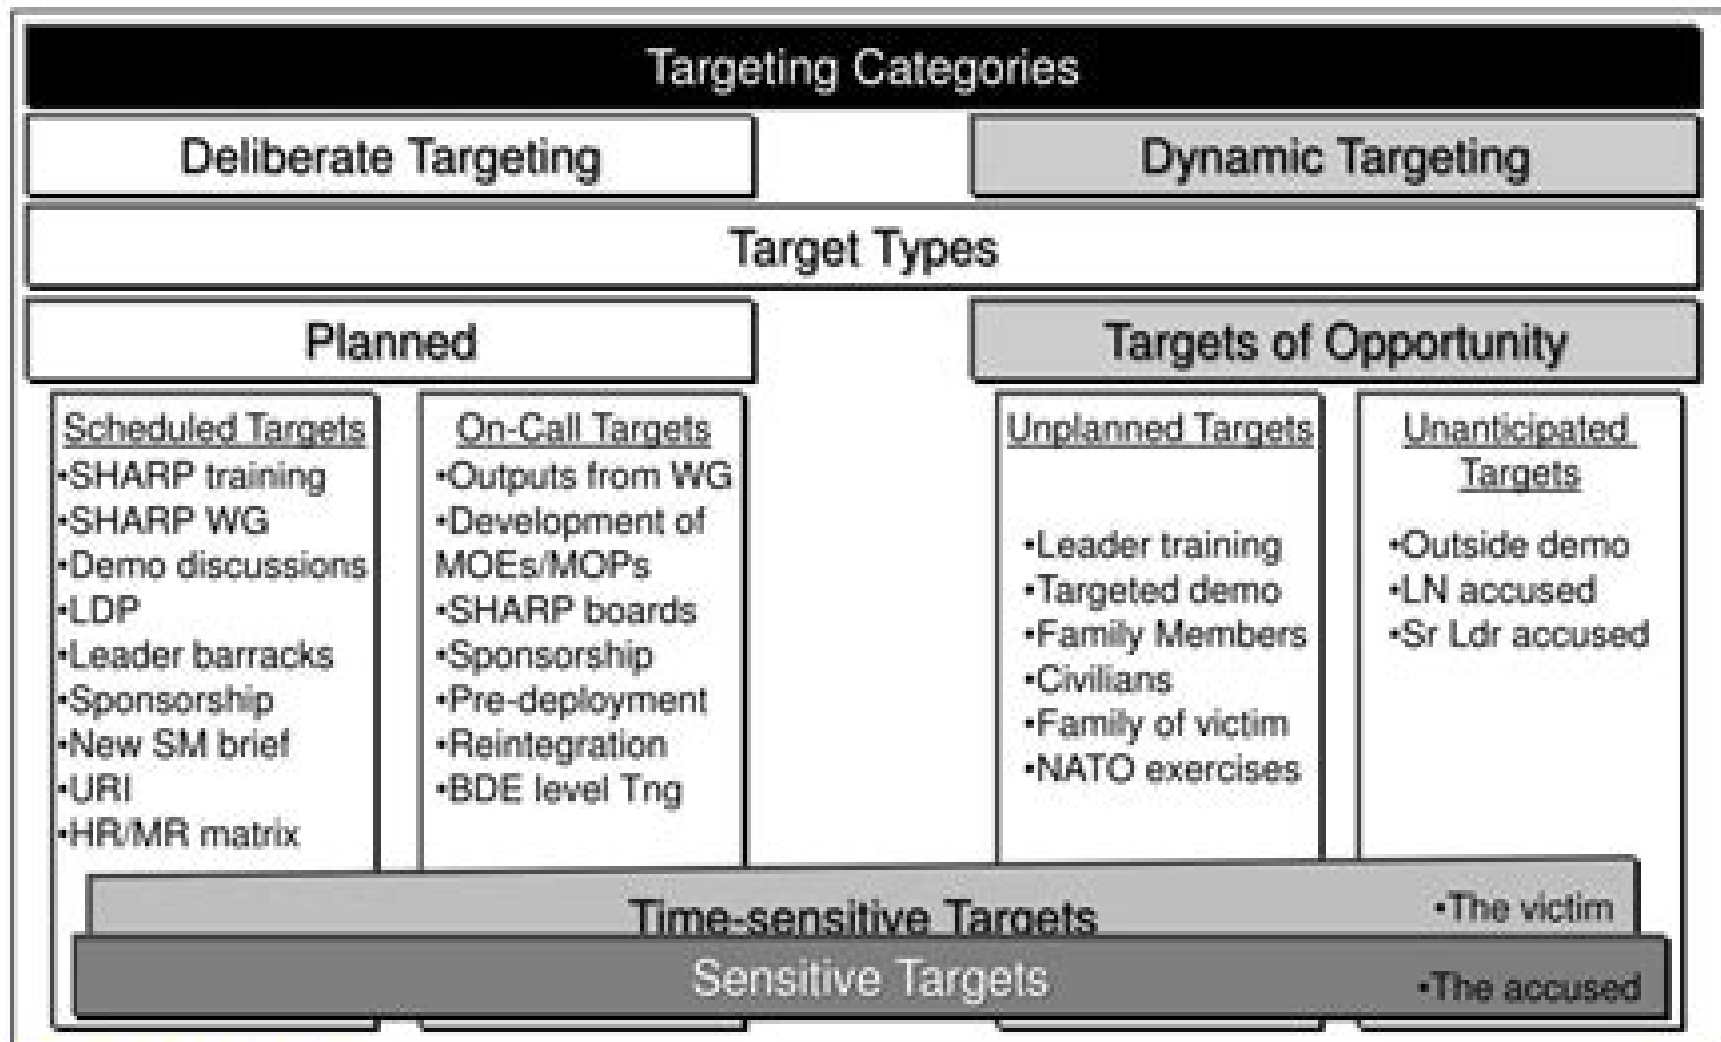 Targeting Categories
Deliberate Targeting
Dynamic Targeting
Target Types
Planned
Targets of Opportunity
Scheduled Targets
•SHARP training
•SHARP WG
•Demo discussions
•LDP
•Leader barracks
•Sponsorship
•New SM brief
•URI
•HR/MR matrix
On-Call Targets
•Outputs from WG
•Development of
MOEs/MOPs
•SHARP boards
•Sponsorship
•Pre-deployment
•Reintegration
•BDE level Tng
Unplanned Targets
•Leader training
•Targeted demo
•Family Members
•Civilians
•Family of victim
•NATO exercises
Unanticipated
Targets
•Outside demo
•LN accused
•Sr Ldr accused
Time-sensitive Targets
•The victim
Sensitive Targets
•The accused